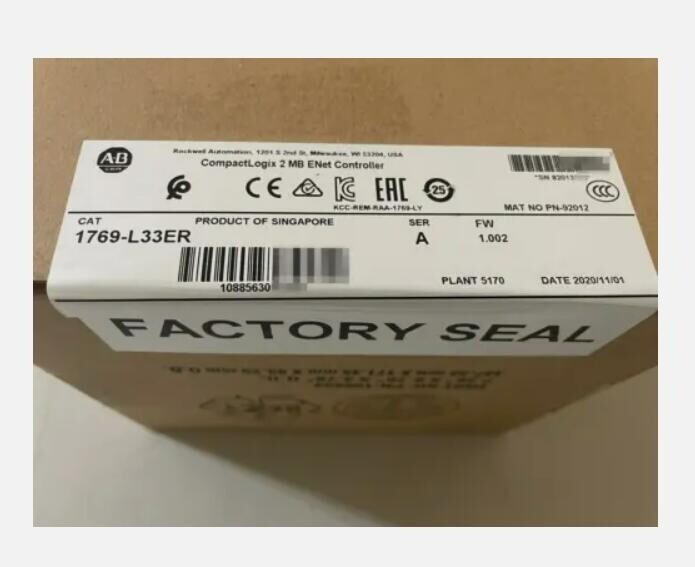 AB
Rockwell Automation, 1201 S 2nd St, Milwaukee, WI 53204, USA
CompactLogix 2 MB ENet Controller
CE
EAC
25
KCC-REM-RAA-1769-LY
CCC
MAT NO PN-92012
CAT
PRODUCT OF SINGAPORE
SER
FW
1769-L33ER
A
1.002
10885630
PLANT 5170
DATE 2020/11/01
FACTORY SEAL